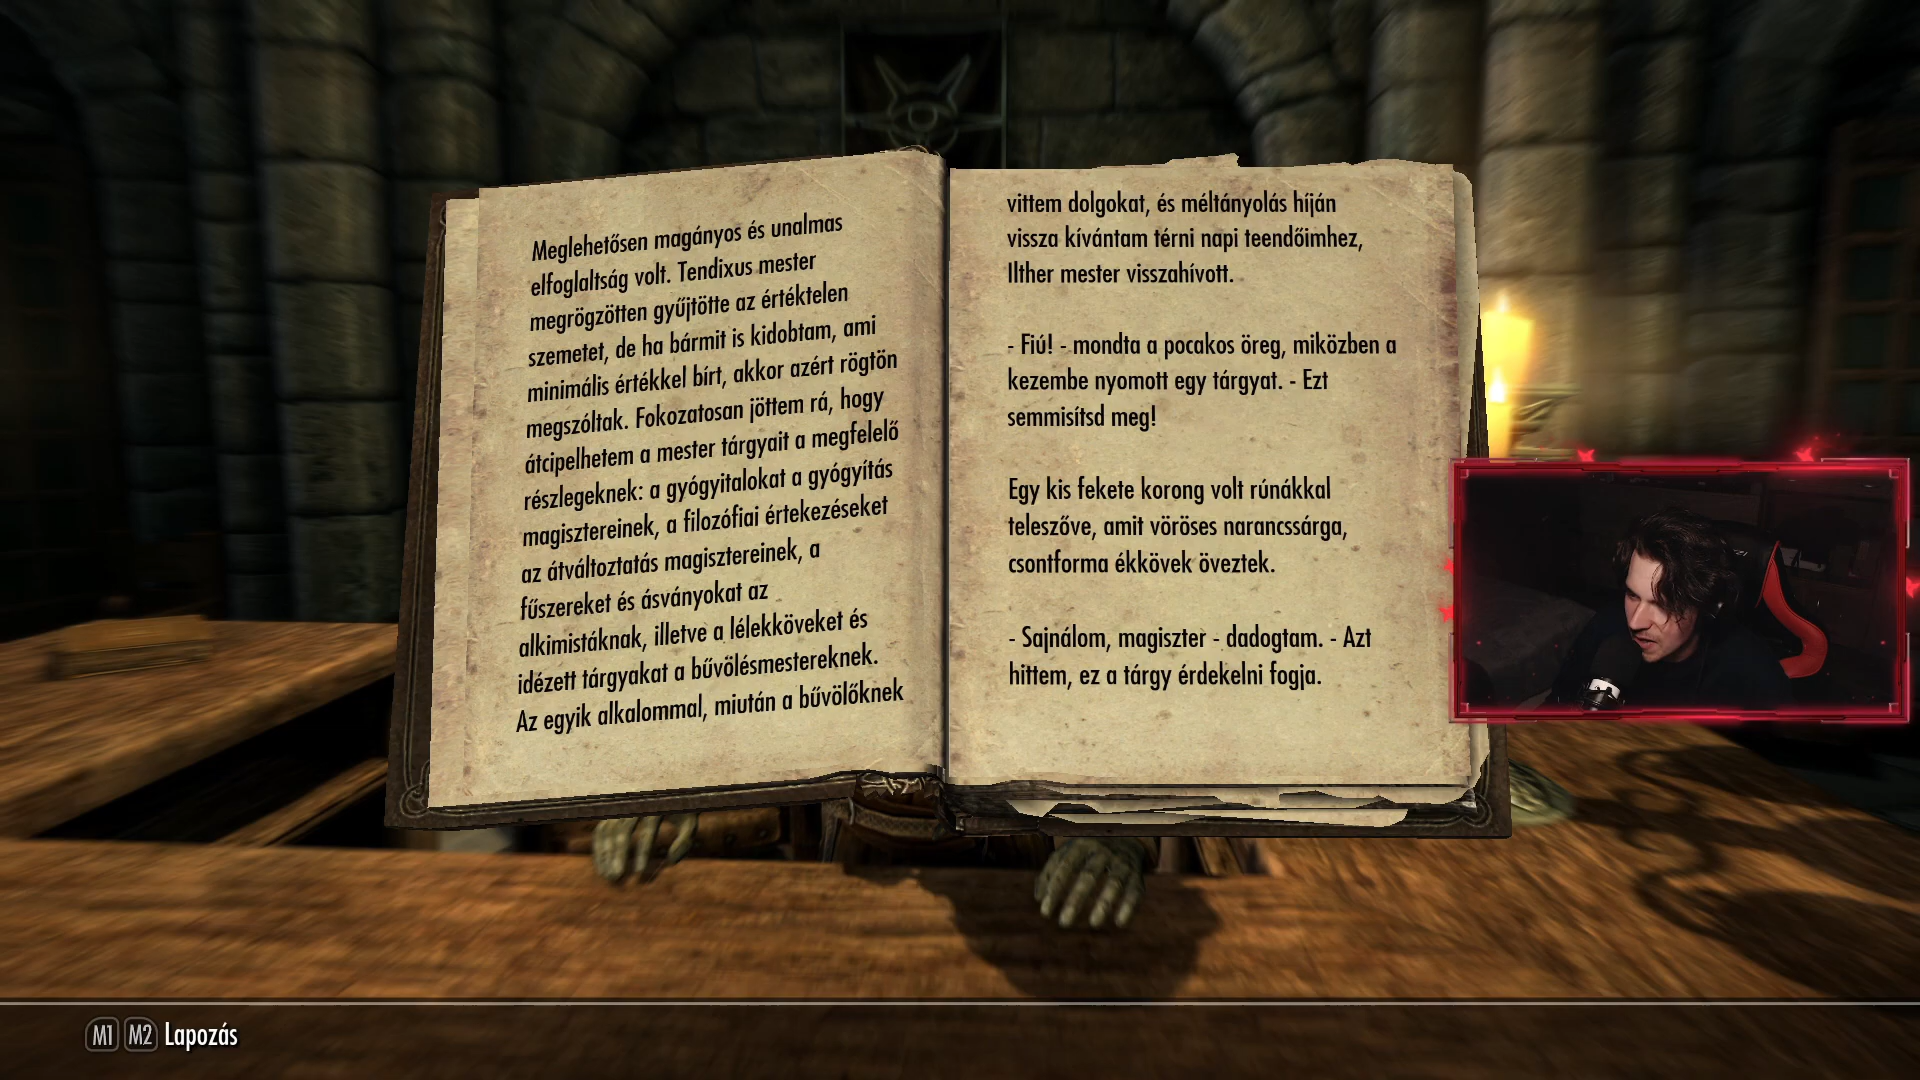 Meglehetősen magányos és unalmas
elfoglaltság volt. Tendixus mester
megrögzötten gyűjtötte az értéktelen
szemetet, de ha bármit is kidobtam, ami
minimális értékkel bírt, akkor azért rögtön
megszóltak. Fokozatosan jöttem rá, hogy
átcipelhetem a mester tárgyait a megfelelő
részlegeknek: a gyógyitalokat a gyógyítás
magisztereinek, a filozófiai értekezéseket
az átváltoztatás magisztereinek, a
fűszereket és ásványokat az
alkimistáknak, illetve a lélekköveket és
idézett tárgyakat a bűvölésmestereknek.
Az egyik alkalommal, miután a bűvölőknek
vittem dolgokat, és méltányolás híján
vissza kívántam térni napi teendőimhez,
Ilther mester visszahívott.
- Fiú! - mondta a pocakos öreg, miközben a
kezembe nyomott egy tárgyat. - Ezt
semmisítsd meg!
Egy kis fekete korong volt rúnákkal
teleszőve, amit vöröses narancssárga,
csontforma ékkövek öveztek.
- Sajnálom, magiszter - dadogtam. - Azt
hittem, ez a tárgy érdekelni fogja.
M1 M2 Lapozás